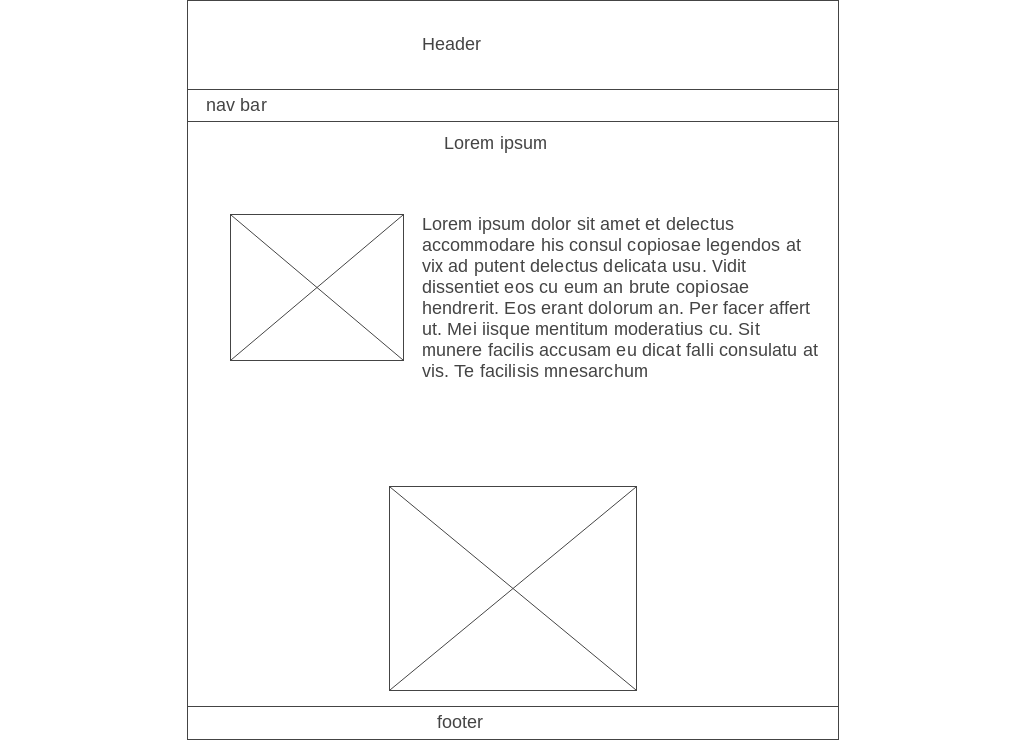 Header
nav bar
Lorem ipsum
Lorem ipsum dolor sit amet et delectus
accommodare his consul copiosae legendos at
vix ad putent delectus delicata usu. Vidit
dissentiet eos cu eum an brute copiosae
hendrerit. Eos erant dolorum an. Per facer affert
ut. Mei iisque mentitum moderatius cu. Sit
munere facilis accusam eu dicat falli consulatu at
vis. Te facilisis mnesarchum
footer